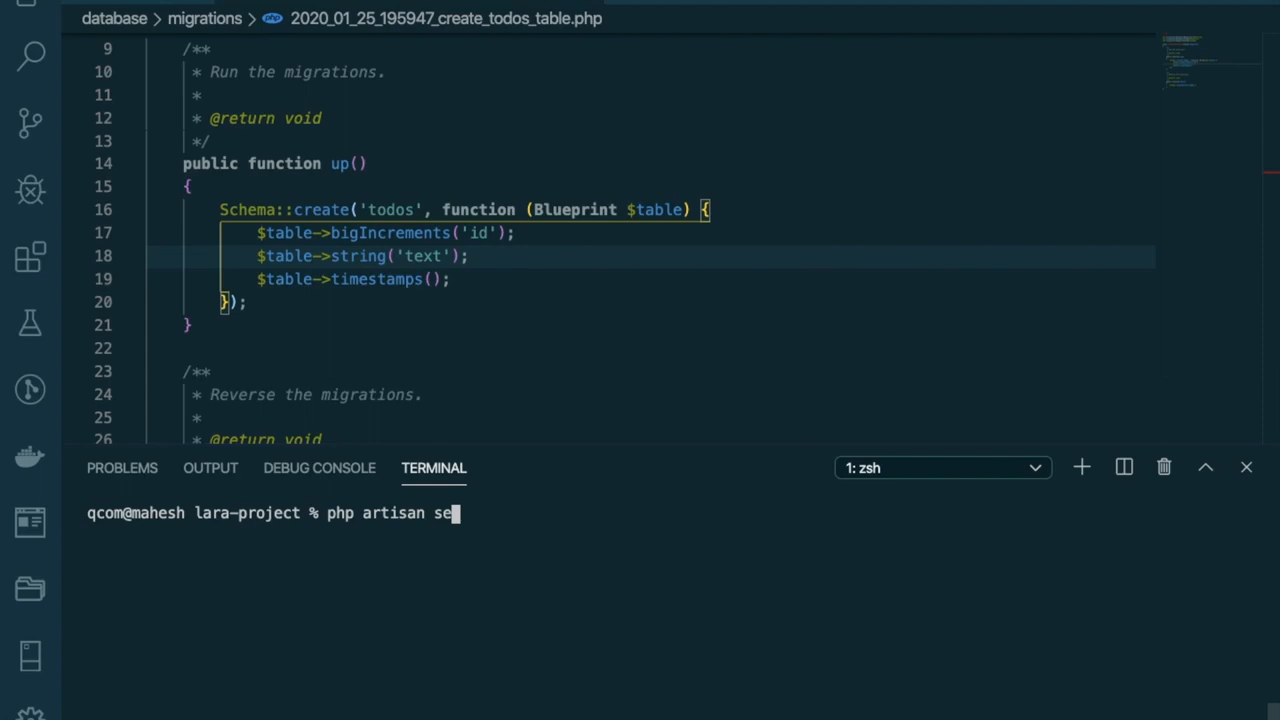 database > migrations > php 2020_01_25_195947_create_todos_table.php
9 /**
10 * Run the migrations.
11 *
12 * @return void
13 */
14 public function up()
15 {
16 Schema::create('todos', function (Blueprint $table) {
17 $table->bigIncrements('id');
18 $table->string('text');
19 $table->timestamps();
20 });
21 }
22
23 /**
24 * Reverse the migrations.
25 *
26 * @return void
PROBLEMS OUTPUT DEBUG CONSOLE TERMINAL 1: zsh
qcom@mahesh lara-project % php artisan se